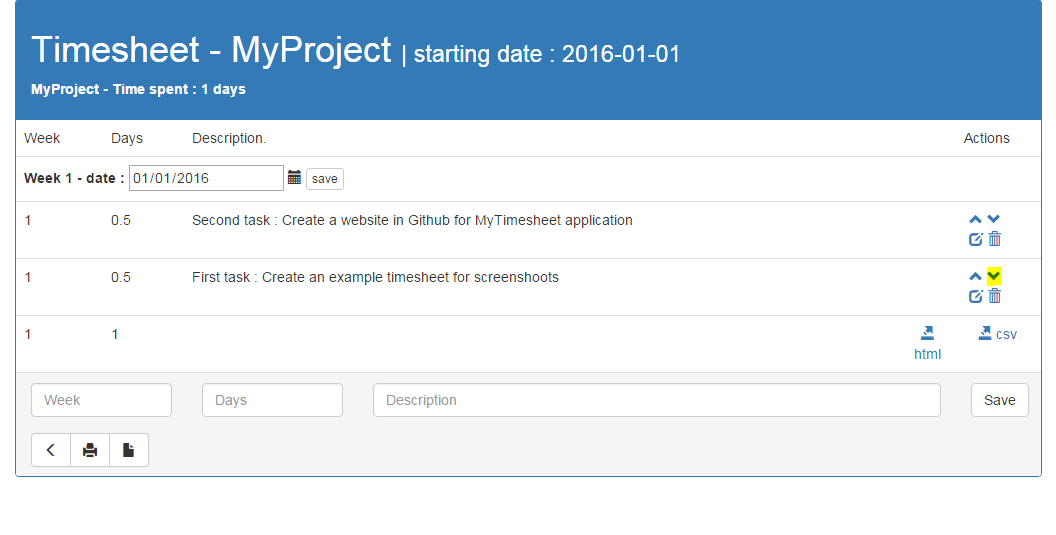 Timesheet - MyProject | starting date : 2016-01-01
MyProject - Time spent : 1 days
Week Days Description. Actions
Week 1 - date : 01/01/2016 save
1 0.5 Second task : Create a website in Github for MyTimesheet application
1 0.5 First task : Create an example timesheet for screenshoots
1 1 html csv
Week Days Description Save